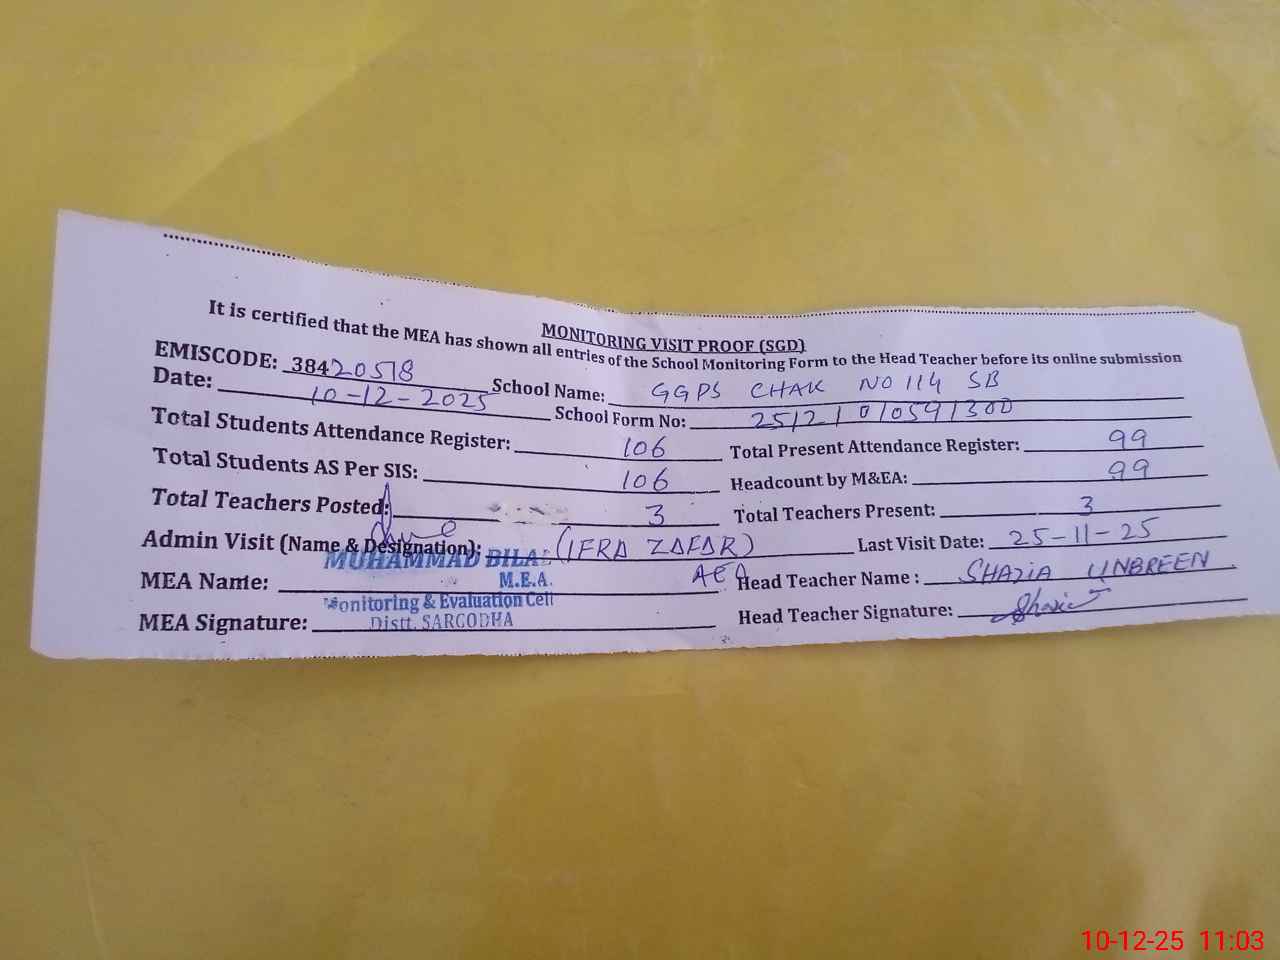 MONITORING VISIT PROOF (SGD)
It is certified that the MEA has shown all entries of the School Monitoring Form to the Head Teacher before its online submission
EMISCODE: 38420518 School Name: GGPS CHAK NO 114 SB
Date: 10-12-2025 School Form No: 25121010591300
Total Students Attendance Register: 106 Total Present Attendance Register: 99
Total Students AS Per SIS: 106 Headcount by M&EA: 99
Total Teachers Posted: 3 Total Teachers Present: 3
Admin Visit (Name & Designation): (IFRA ZAFAR) AEO Last Visit Date: 25-11-25
MUHAMMAD BILAL
M.E.A.
Monitoring & Evaluation Cell
Distt. SARGODHA
MEA Name: Head Teacher Name : SHAZIA UNBREEN
MEA Signature: Head Teacher Signature: Shazia
10-12-25 11:03